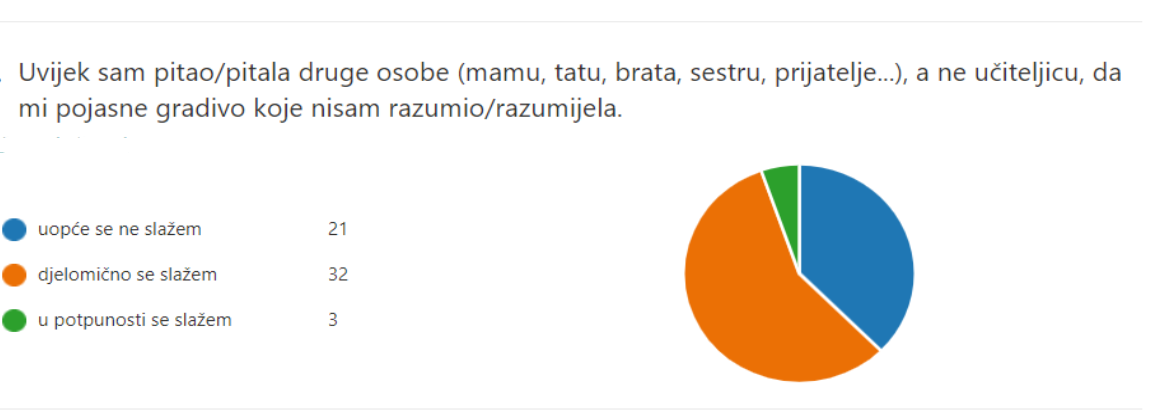 Uvijek sam pitao/pitala druge osobe (mamu, tatu, brata, sestru, prijatelje...), a ne učiteljicu, da
mi pojasne gradivo koje nisam razumio/razumijela.
uopće se ne slažem 21
djelomično se slažem 32
u potpunosti se slažem 3